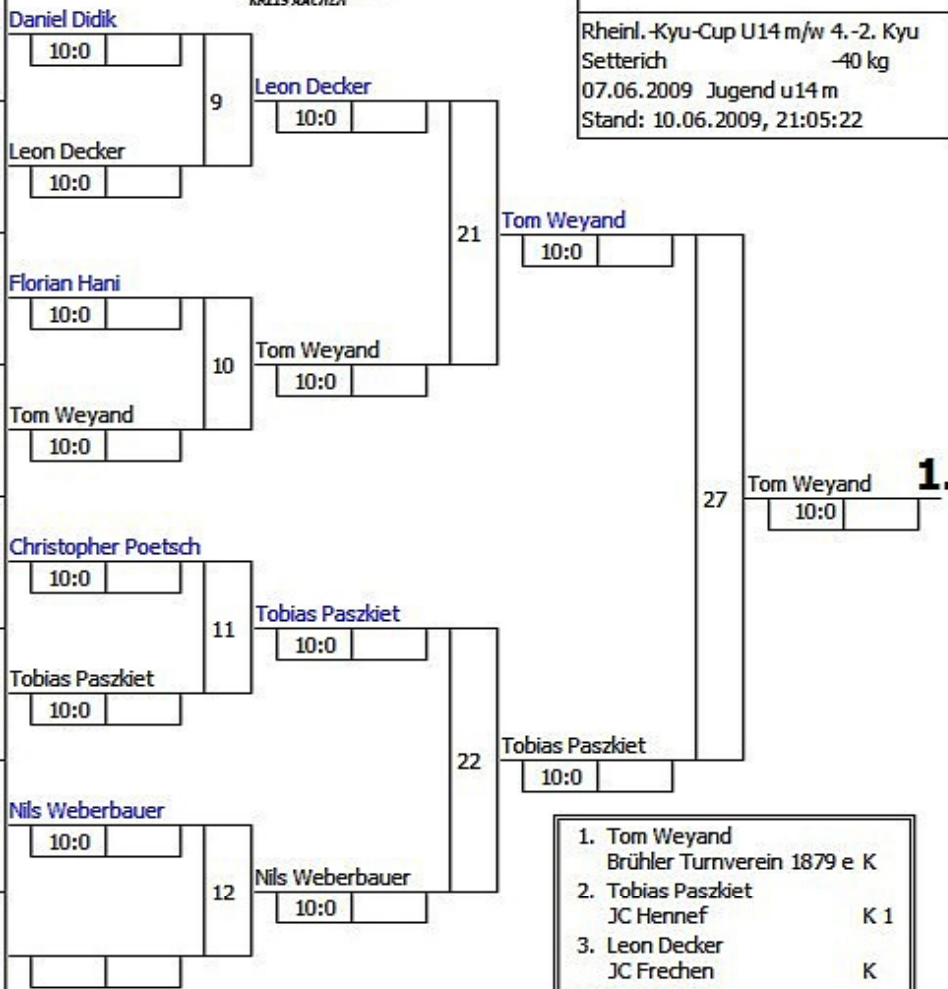 KREIS AACHEN
Rheinl.-Kyu-Cup U14 m/w 4.-2. Kyu
Setterich -40 kg
07.06.2009 Jugend u14 m
Stand: 10.06.2009, 21:05:22
Daniel Didik
10:0
9
Leon Decker
10:0
Leon Decker
10:0
21
Tom Weyand
10:0
Florian Hani
10:0
10
Tom Weyand
10:0
Tom Weyand
10:0
27
Tom Weyand 1.
10:0
Christopher Poetsch
10:0
11
Tobias Paszkiet
10:0
Tobias Paszkiet
10:0
22
Tobias Paszkiet
10:0
Nils Weberbauer
10:0
12
Nils Weberbauer
10:0
1. Tom Weyand
Brühler Turnverein 1879 e K
2. Tobias Paszkiet
JC Hennef K 1
3. Leon Decker
JC Frechen K